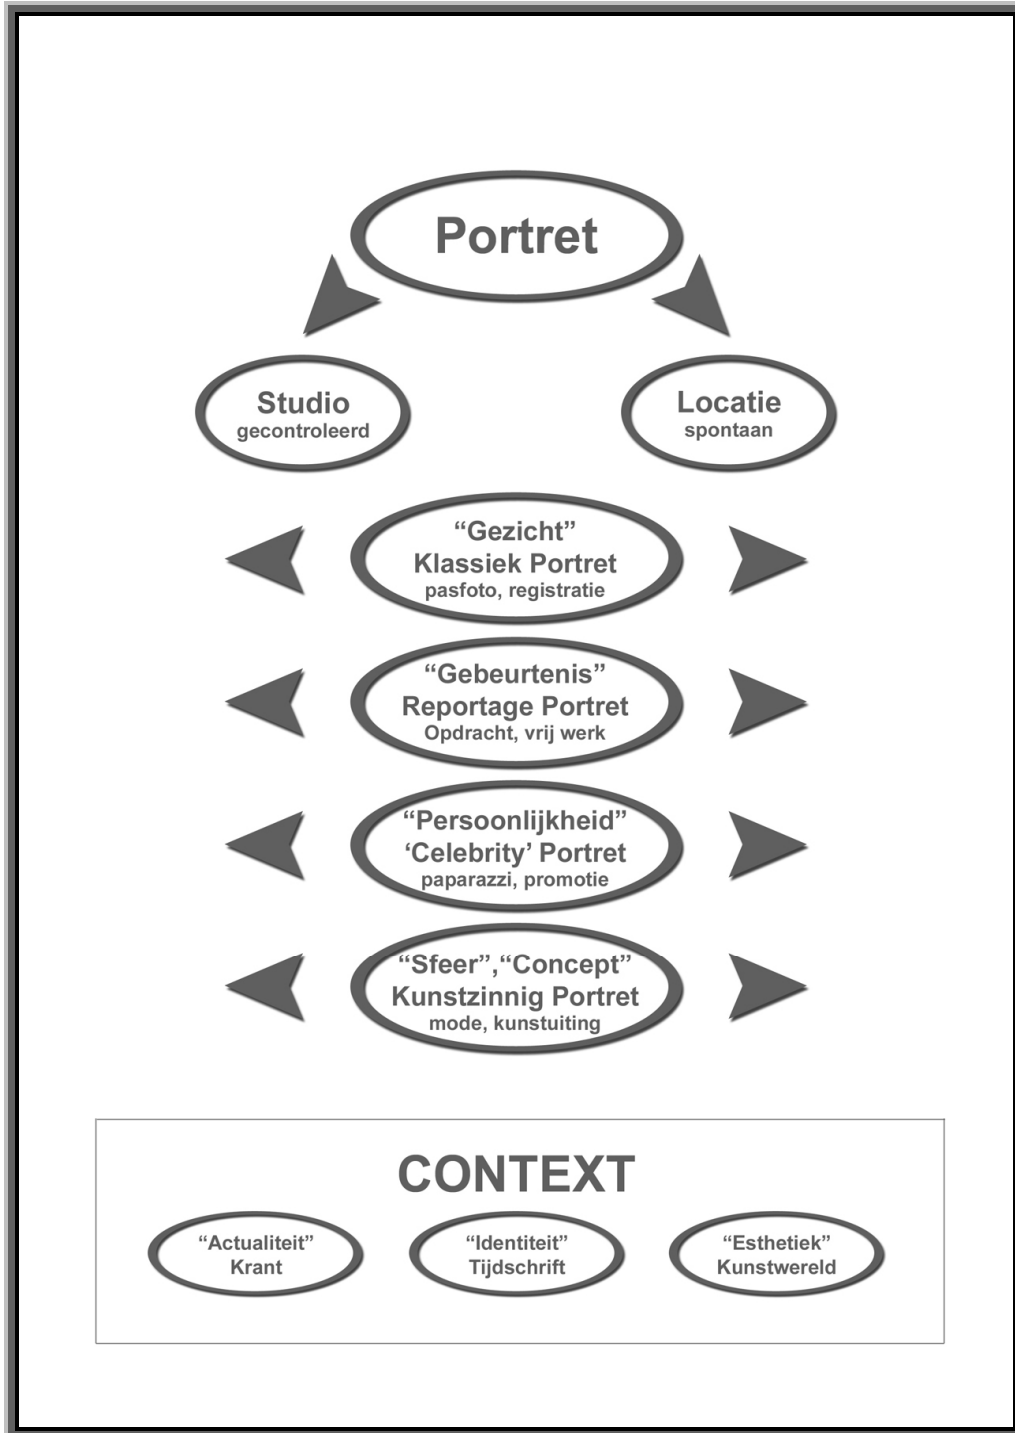 Portret
Studio
gecontroleerd
Locatie
spontaan
“Gezicht”
Klassiek Portret
pasfoto, registratie
“Gebeurtenis”
Reportage Portret
Opdracht, vrij werk
“Persoonlijkheid”
‘Celebrity’ Portret
paparazzi, promotie
“Sfeer”,“Concept”
Kunstzinnig Portret
mode, kunstuiting
CONTEXT
“Actualiteit”
Krant
“Identiteit”
Tijdschrift
“Esthetiek”
Kunstwereld